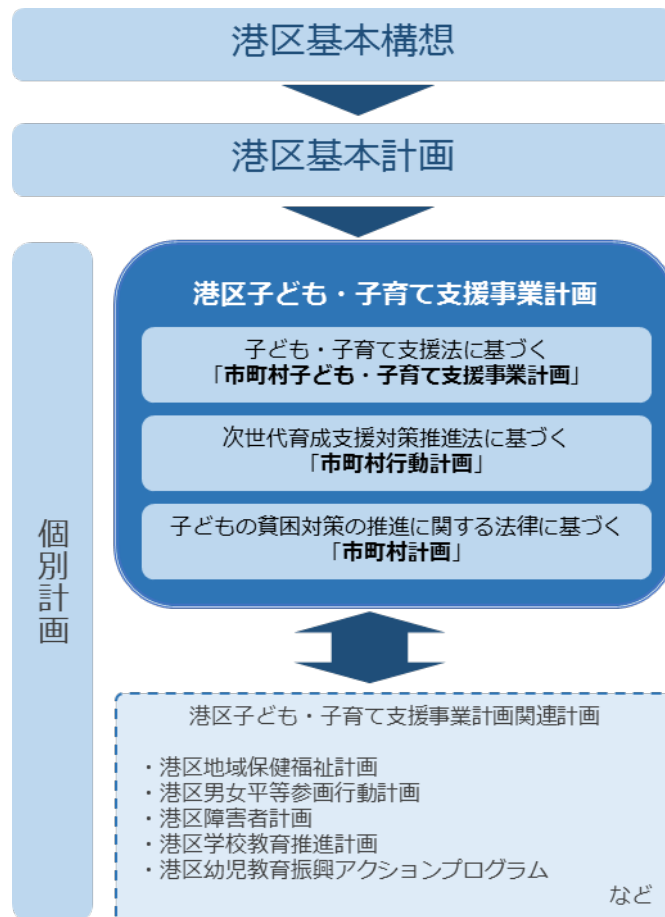 港区基本構想
港区基本計画
個別計画
港区子ども・子育て支援事業計画
子ども・子育て支援法に基づく
「市町村子ども・子育て支援事業計画」
次世代育成支援対策推進法に基づく
「市町村行動計画」
子どもの貧困対策の推進に関する法律に基づく
「市町村計画」
港区子ども・子育て支援事業計画関連計画
・港区地域保健福祉計画
・港区男女平等参画行動計画
・港区障害者計画
・港区学校教育推進計画
・港区幼児教育振興アクションプログラム
など